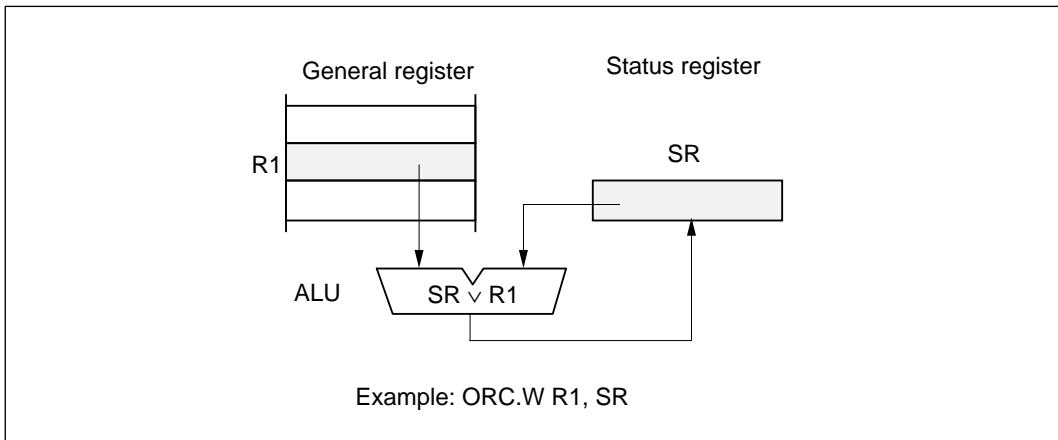 General register
Status register
R1
SR
ALU
SR ∨ R1
Example: ORC.W R1, SR